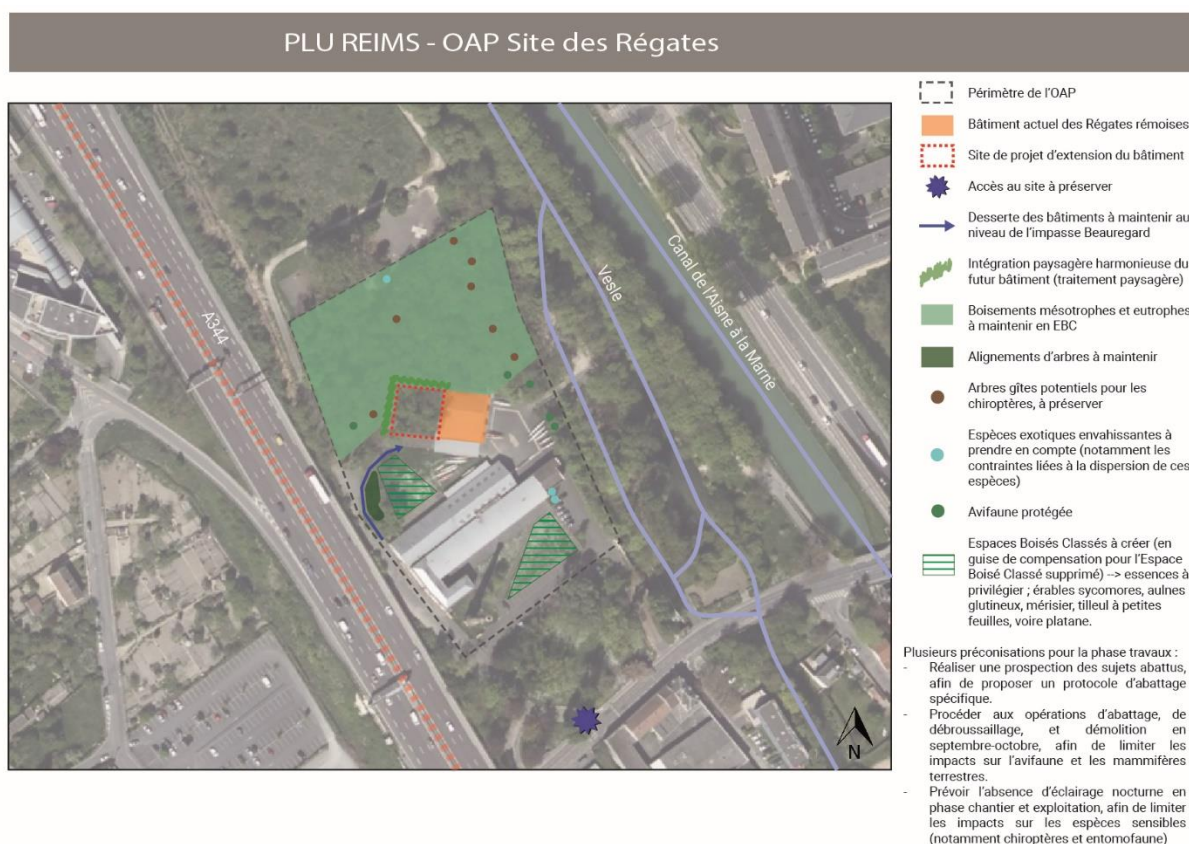 PLU REIMS - OAP Site des Régates
A344
Vesle
Canal de l'Aisne à la Marne
N
Périmètre de l'OAP
Bâtiment actuel des Régates rémoises
Site de projet d'extension du bâtiment
Accès au site à préserver
Desserte des bâtiments à maintenir au
niveau de l'impasse Beauregard
Intégration paysagère harmonieuse du
futur bâtiment (traitement paysagère)
Boisements mésotrophes et eutrophes
à maintenir en EBC
Alignements d'arbres à maintenir
Arbres gîtes potentiels pour les
chiroptères, à préserver
Espèces exotiques envahissantes à
prendre en compte (notamment les
contraintes liées à la dispersion de ces
espèces)
Avifaune protégée
Espaces Boisés Classés à créer (en
guise de compensation pour l'Espace
Boisé Classé supprimé) --> essences à
privilégier ; érables sycomores, aulnes
glutineux, mérisier, tilleul à petites
feuilles, voire platane.
Plusieurs préconisations pour la phase travaux :
- Réaliser une prospection des sujets abattus,
afin de proposer un protocole d'abattage
spécifique.
- Procéder aux opérations d'abattage, de
débroussaillage, et démolition en
septembre-octobre, afin de limiter les
impacts sur l'avifaune et les mammifères
terrestres.
- Prévoir l'absence d'éclairage nocturne en
phase chantier et exploitation, afin de limiter
les impacts sur les espèces sensibles
(notamment chiroptères et entomofaune)